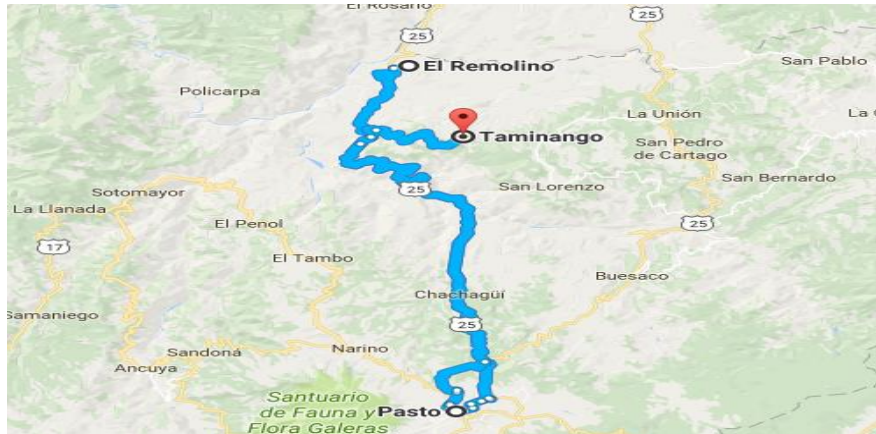 El Rosario
25
25
El Remolino
San Pablo
Policarpa
La Unión
Taminango
San Pedro
de Cartago
San Bernardo
Sotomayor
San Lorenzo
25
La Llanada
El Penol
25
17
El Tambo
Buesaco
Chachagüí
Samaniego
25
Sandoná
Narino
Ancuya
Santuario
de Fauna y
Flora Galeras
Pasto